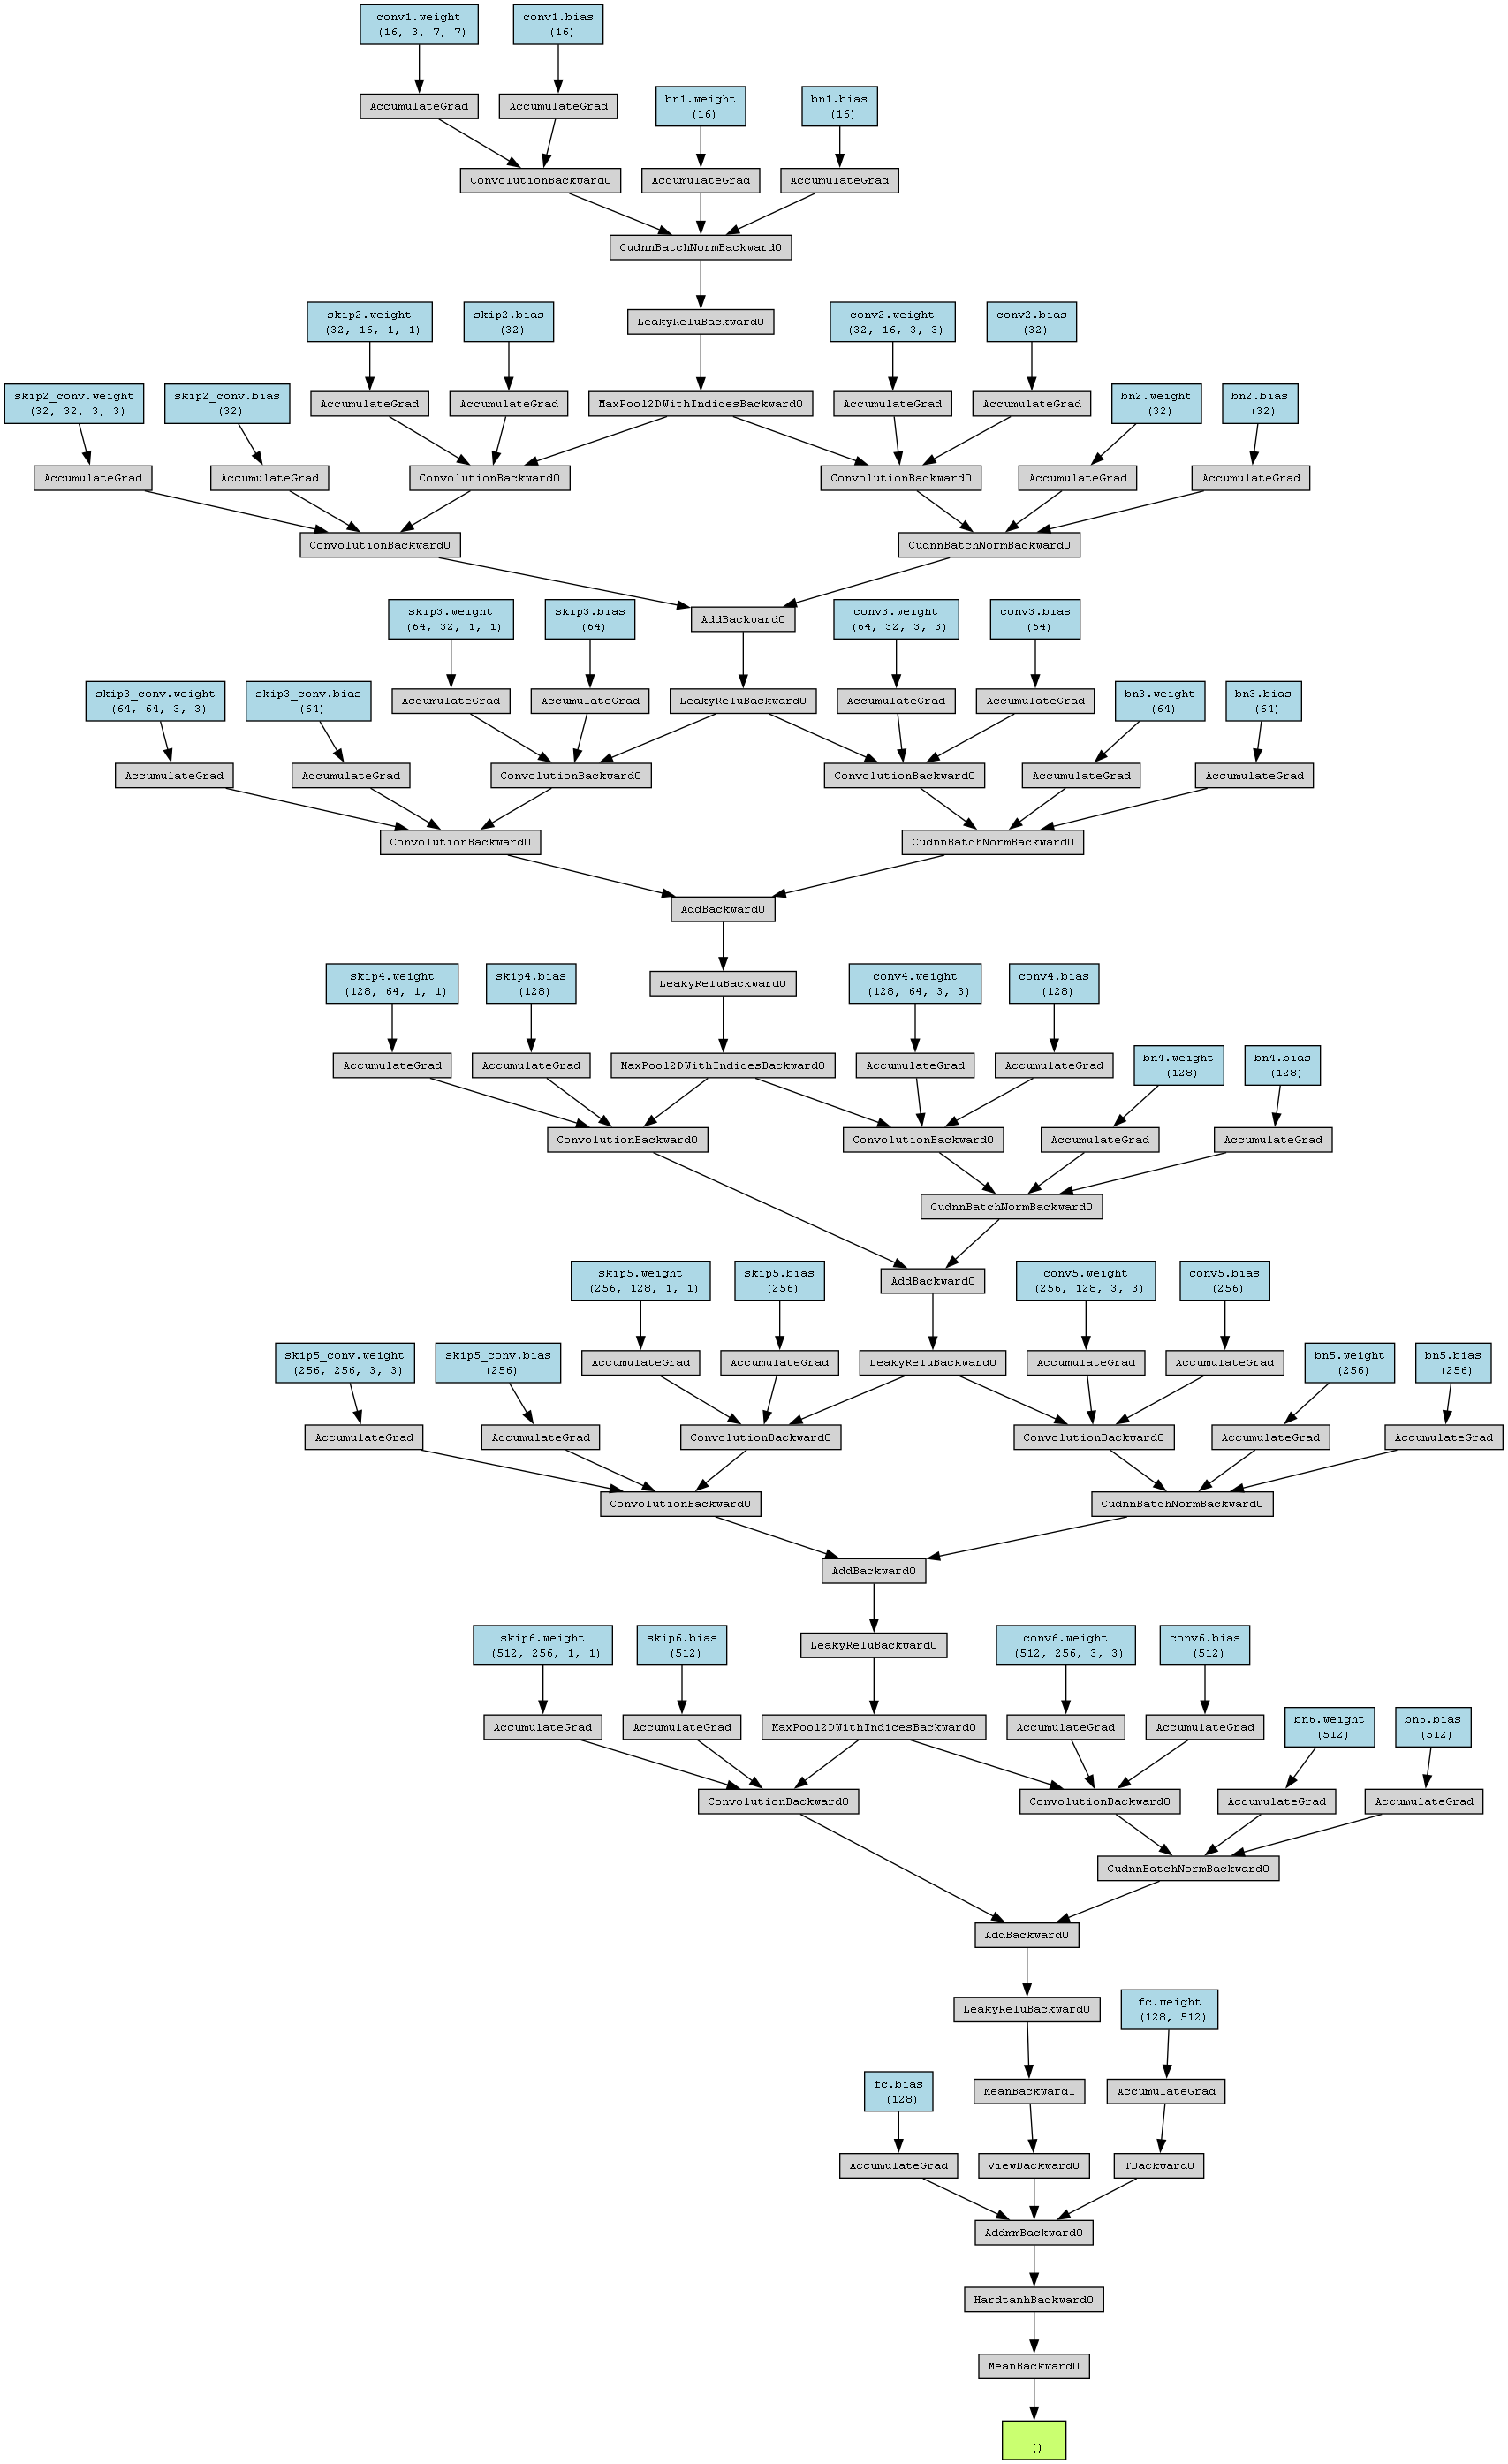 conv1.weight
(16, 3, 7, 7)
conv1.bias
(16)
AccumulateGrad
AccumulateGrad
bn1.weight
(16)
bn1.bias
(16)
ConvolutionBackward0
AccumulateGrad
AccumulateGrad
CudnnBatchNormBackward0
skip2.weight
(32, 16, 1, 1)
skip2.bias
(32)
LeakyReluBackward0
conv2.weight
(32, 16, 3, 3)
conv2.bias
(32)
skip2_conv.weight
(32, 32, 3, 3)
skip2_conv.bias
(32)
AccumulateGrad
AccumulateGrad
MaxPool2DWithIndicesBackward0
AccumulateGrad
AccumulateGrad
bn2.weight
(32)
bn2.bias
(32)
AccumulateGrad
AccumulateGrad
ConvolutionBackward0
ConvolutionBackward0
AccumulateGrad
AccumulateGrad
ConvolutionBackward0
CudnnBatchNormBackward0
skip3.weight
(64, 32, 1, 1)
skip3.bias
(64)
AddBackward0
conv3.weight
(64, 32, 3, 3)
conv3.bias
(64)
skip3_conv.weight
(64, 64, 3, 3)
skip3_conv.bias
(64)
AccumulateGrad
AccumulateGrad
LeakyReluBackward0
AccumulateGrad
AccumulateGrad
bn3.weight
(64)
bn3.bias
(64)
AccumulateGrad
AccumulateGrad
ConvolutionBackward0
ConvolutionBackward0
AccumulateGrad
AccumulateGrad
ConvolutionBackward0
CudnnBatchNormBackward0
AddBackward0
skip4.weight
(128, 64, 1, 1)
skip4.bias
(128)
LeakyReluBackward0
conv4.weight
(128, 64, 3, 3)
conv4.bias
(128)
AccumulateGrad
AccumulateGrad
MaxPool2DWithIndicesBackward0
AccumulateGrad
AccumulateGrad
bn4.weight
(128)
bn4.bias
(128)
ConvolutionBackward0
ConvolutionBackward0
AccumulateGrad
AccumulateGrad
CudnnBatchNormBackward0
skip5.weight
(256, 128, 1, 1)
skip5.bias
(256)
AddBackward0
conv5.weight
(256, 128, 3, 3)
conv5.bias
(256)
skip5_conv.weight
(256, 256, 3, 3)
skip5_conv.bias
(256)
AccumulateGrad
AccumulateGrad
LeakyReluBackward0
AccumulateGrad
AccumulateGrad
bn5.weight
(256)
bn5.bias
(256)
AccumulateGrad
AccumulateGrad
ConvolutionBackward0
ConvolutionBackward0
AccumulateGrad
AccumulateGrad
ConvolutionBackward0
CudnnBatchNormBackward0
AddBackward0
skip6.weight
(512, 256, 1, 1)
skip6.bias
(512)
LeakyReluBackward0
conv6.weight
(512, 256, 3, 3)
conv6.bias
(512)
AccumulateGrad
AccumulateGrad
MaxPool2DWithIndicesBackward0
AccumulateGrad
AccumulateGrad
bn6.weight
(512)
bn6.bias
(512)
ConvolutionBackward0
ConvolutionBackward0
AccumulateGrad
AccumulateGrad
CudnnBatchNormBackward0
AddBackward0
LeakyReluBackward0
fc.weight
(128, 512)
fc.bias
(128)
MeanBackward1
AccumulateGrad
AccumulateGrad
ViewBackward0
TBackward0
AddmmBackward0
HardtanhBackward0
MeanBackward0
()